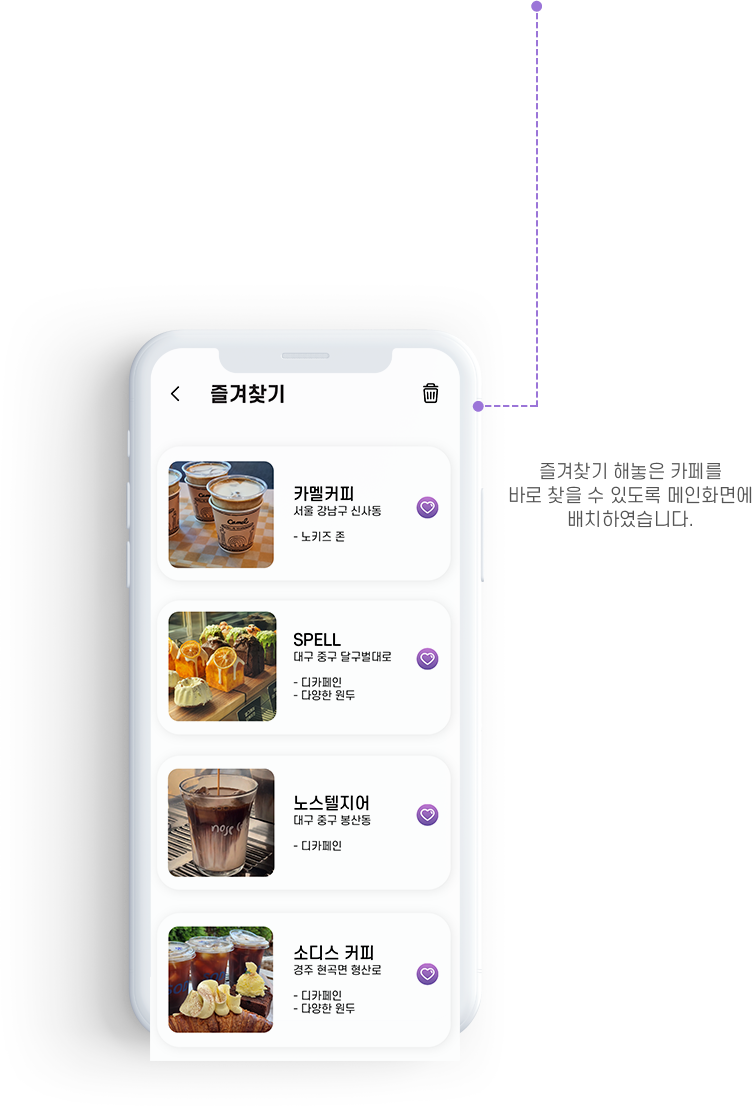 즐겨찾기
즐겨찾기 해놓은 카페를
바로 찾을 수 있도록 메인화면에
배치하였습니다.
카멜커피
서울 강남구 신사동
- 노키즈 존
Camel
SPELL
대구 중구 달구벌대로
- 디카페인
- 다양한 원두
노스텔지어
대구 중구 봉산동
- 디카페인
소디스 커피
경주 현곡면 형산로
- 디카페인
- 다양한 원두